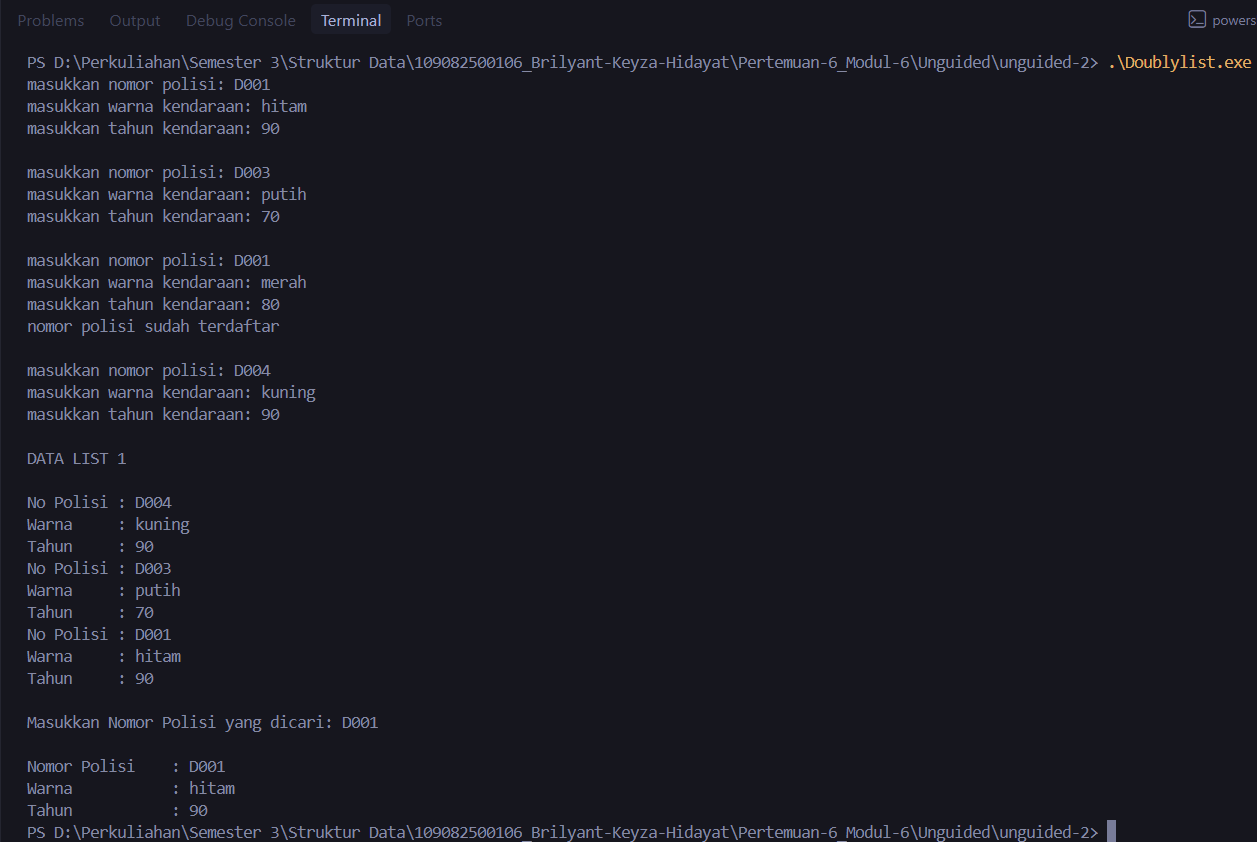 Problems Output Debug Console Terminal Ports powers
PS D:\Perkuliahan\Semester 3\Struktur Data\109082500106_Brilyant-Keyza-Hidayat\Pertemuan-6_Modul-6\Unguided\unguided-2> .\Doublylist.exe
masukkan nomor polisi: D001
masukkan warna kendaraan: hitam
masukkan tahun kendaraan: 90
masukkan nomor polisi: D003
masukkan warna kendaraan: putih
masukkan tahun kendaraan: 70
masukkan nomor polisi: D001
masukkan warna kendaraan: merah
masukkan tahun kendaraan: 80
nomor polisi sudah terdaftar
masukkan nomor polisi: D004
masukkan warna kendaraan: kuning
masukkan tahun kendaraan: 90
DATA LIST 1
No Polisi : D004
Warna     : kuning
Tahun     : 90
No Polisi : D003
Warna     : putih
Tahun     : 70
No Polisi : D001
Warna     : hitam
Tahun     : 90
Masukkan Nomor Polisi yang dicari: D001
Nomor Polisi    : D001
Warna           : hitam
Tahun           : 90
PS D:\Perkuliahan\Semester 3\Struktur Data\109082500106_Brilyant-Keyza-Hidayat\Pertemuan-6_Modul-6\Unguided\unguided-2>